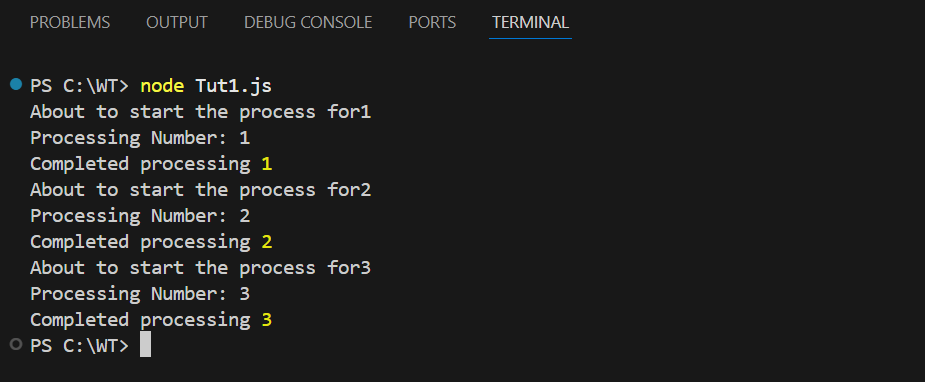 PROBLEMS OUTPUT DEBUG CONSOLE PORTS TERMINAL
PS C:\WT> node Tut1.js
About to start the process for1
Processing Number: 1
Completed processing 1
About to start the process for2
Processing Number: 2
Completed processing 2
About to start the process for3
Processing Number: 3
Completed processing 3
PS C:\WT>